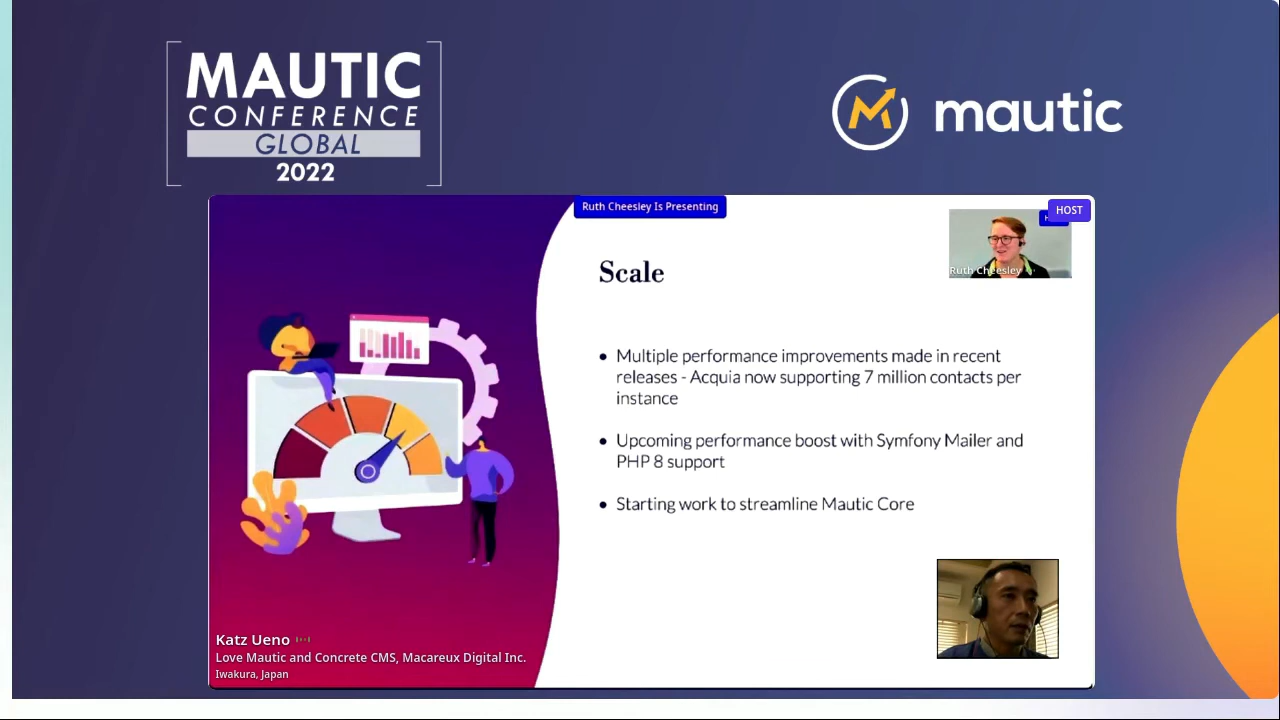 MAUTIC
CONFERENCE
GLOBAL
2022
mautic
Ruth Cheesley Is Presenting
HOST
Ruth Cheesley
Scale
• Multiple performance improvements made in recent
releases - Acquia now supporting 7 million contacts per
instance
• Upcoming performance boost with Symfony Mailer and
PHP 8 support
• Starting work to streamline Mautic Core
Katz Ueno
Love Mautic and Concrete CMS, Macareux Digital Inc.
Iwakura, Japan